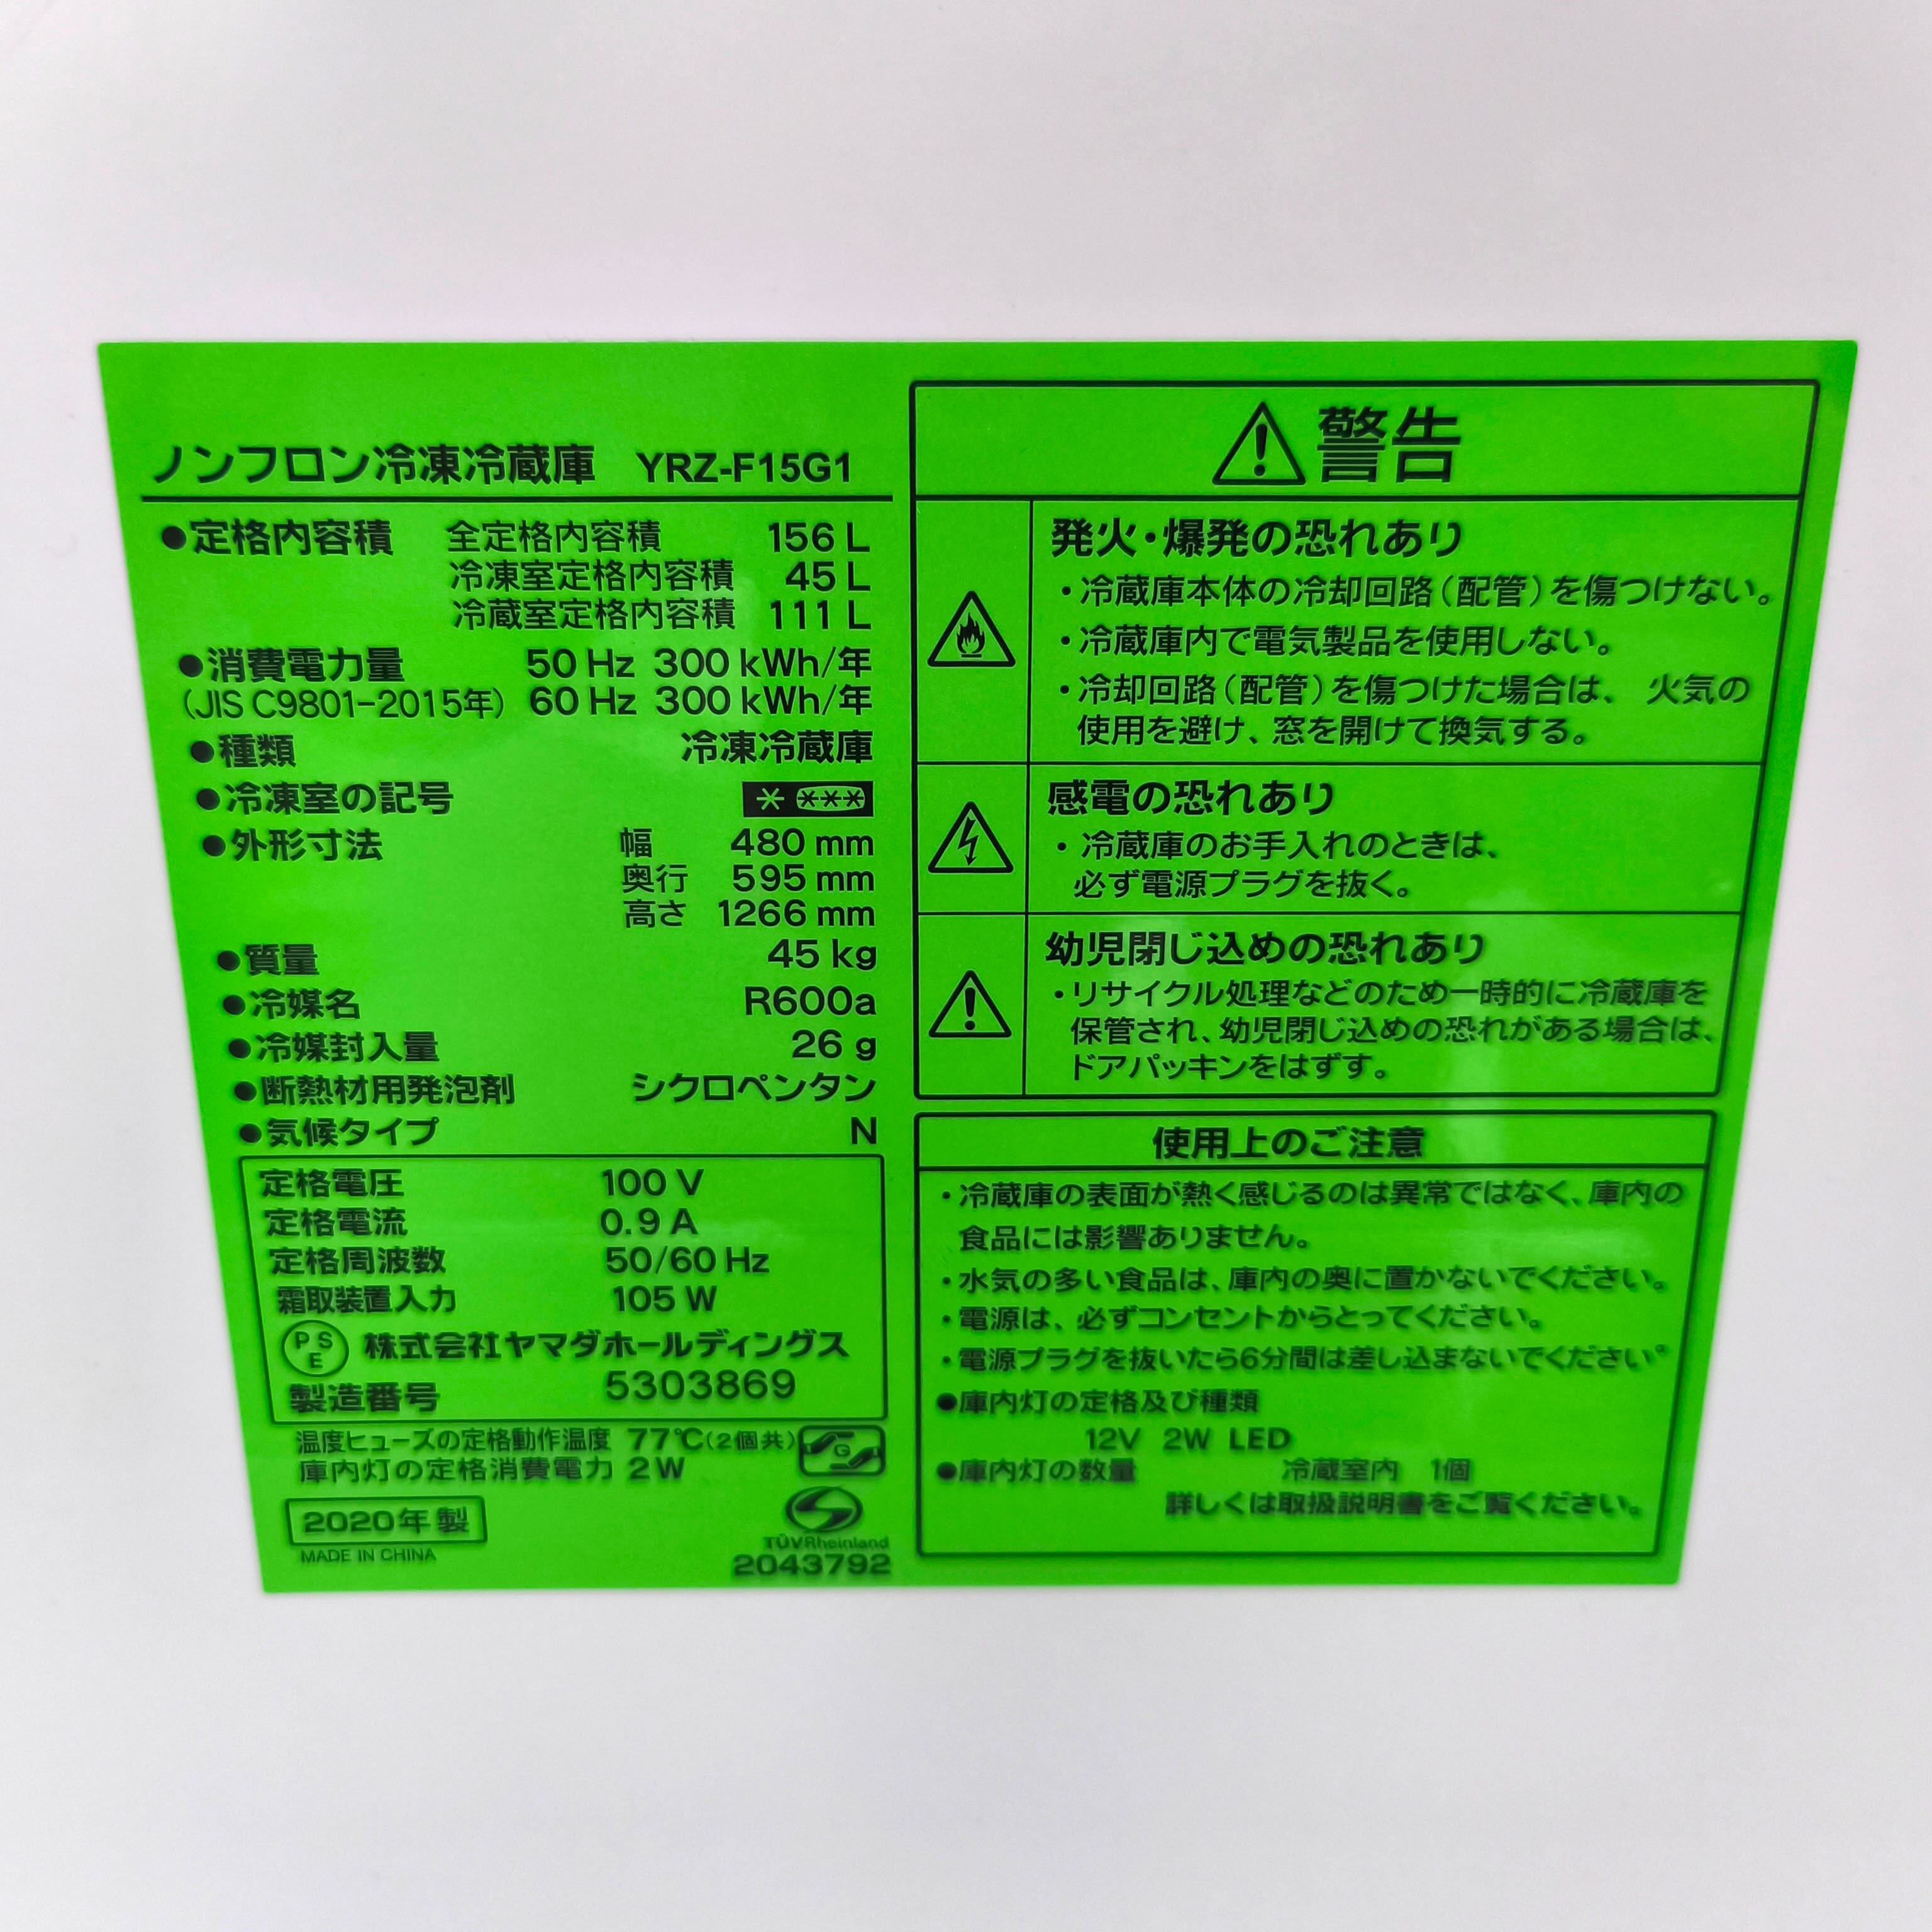 ノンフロン冷凍冷蔵庫 YRZ-F15G1
●定格内容積 全定格内容積 156 L
冷凍室定格内容積 45 L
冷蔵室定格内容積 111 L
●消費電力量 50 Hz 300 kWh/年
(JIS C9801-2015年) 60 Hz 300 kWh/年
●種類 冷凍冷蔵庫
●冷凍室の記号
●外形寸法 幅 480 mm
奥行 595 mm
高さ 1266 mm
●質量 45 kg
●冷媒名 R600a
●冷媒封入量 26 g
●断熱材用発泡剤 シクロペンタン
●気候タイプ N
定格電圧 100 V
定格電流 0.9 A
定格周波数 50/60 Hz
霜取装置入力 105 W
PSE 株式会社ヤマダホールディングス
製造番号 5303869
温度ヒューズの定格動作温度 77℃(2個共)
G
庫内灯の定格消費電力 2W
2020年 製
MADE IN CHINA
TÜVRheinland
2043792
警告
発火・爆発の恐れあり
・冷蔵庫本体の冷却回路(配管)を傷つけない。
・冷蔵庫内で電気製品を使用しない。
・冷却回路(配管)を傷つけた場合は、火気の
使用を避け、窓を開けて換気する。
感電の恐れあり
・冷蔵庫のお手入れのときは、
必ず電源プラグを抜く。
幼児閉じ込めの恐れあり
・リサイクル処理などのため一時的に冷蔵庫を
保管され、幼児閉じ込めの恐れがある場合は、
ドアパッキンをはずす。
使用上のご注意
・冷蔵庫の表面が熱く感じるのは異常ではなく、庫内の
食品には影響ありません。
・水気の多い食品は、庫内の奥に置かないでください。
・電源は、必ずコンセントからとってください。
・電源プラグを抜いたら6分間は差し込まないでください。
●庫内灯の定格及び種類
12V 2W LED
●庫内灯の数量 冷蔵室内 1個
詳しくは取扱説明書をご覧ください。